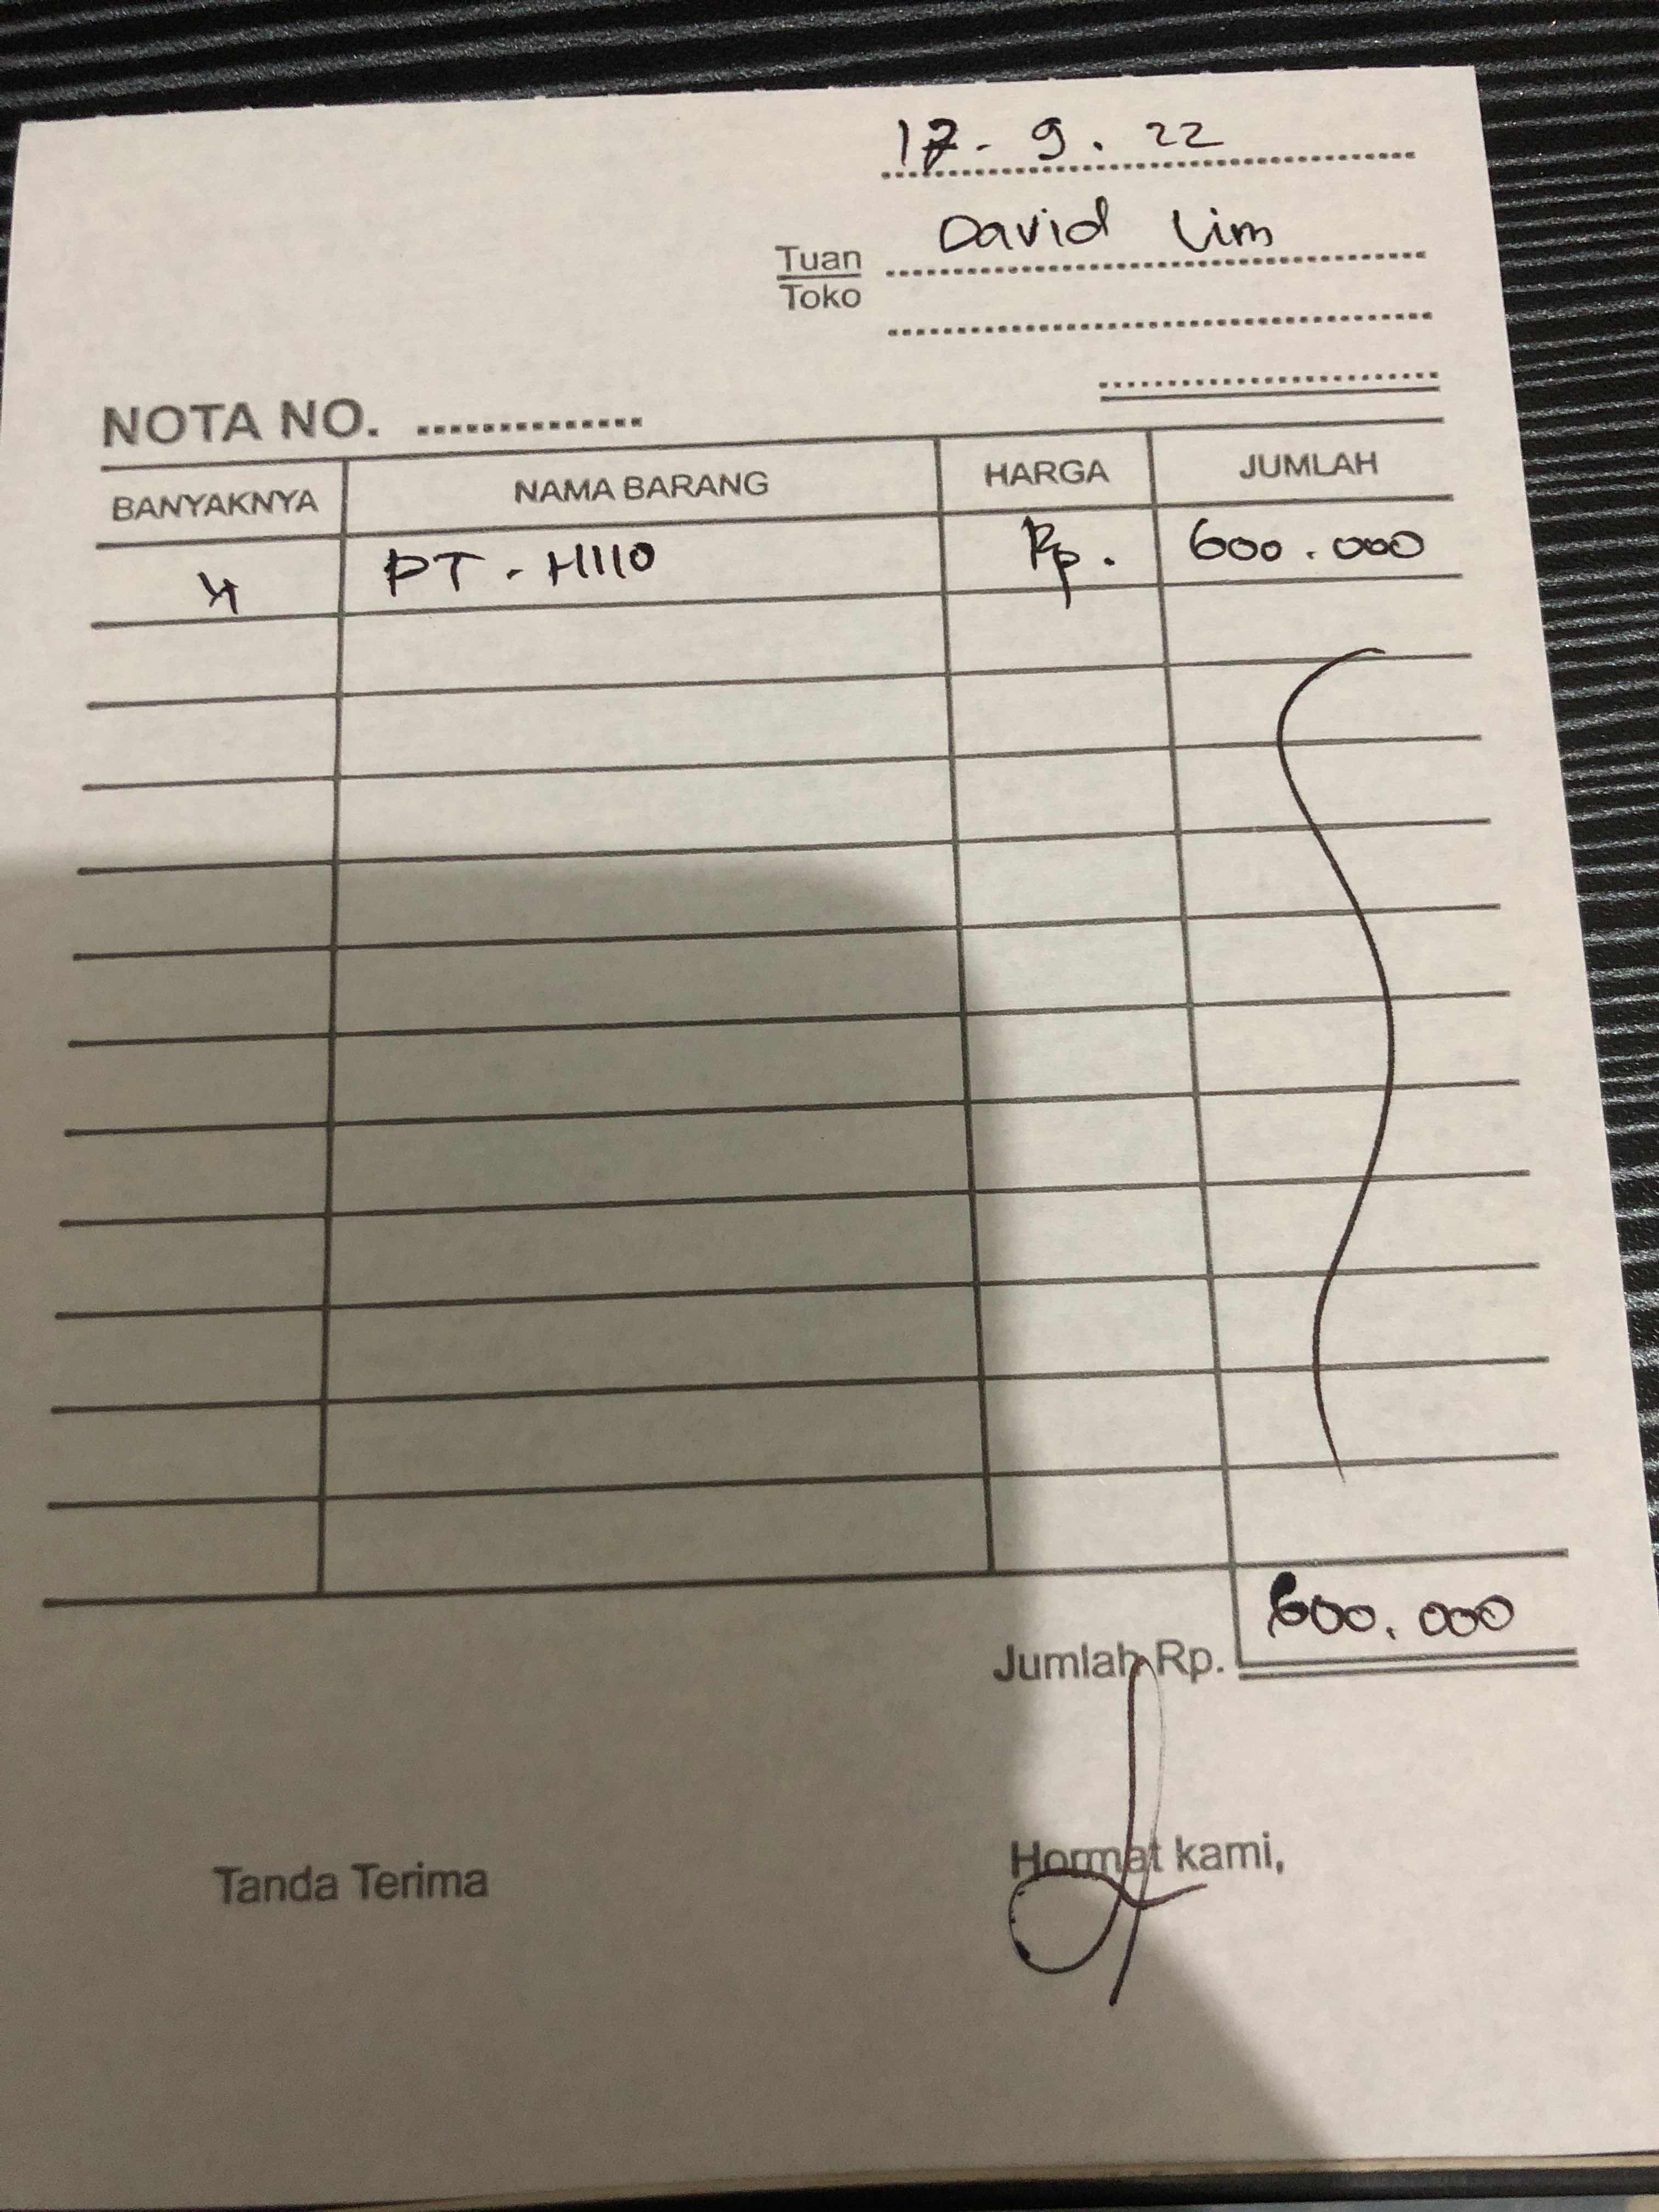 17 - 9 . 22
Tuan David Lim
Toko
NOTA NO. ..............
BANYAKNYA NAMA BARANG HARGA JUMLAH
4 PT - H110 Rp. 600.000
Jumlah Rp. 600.000
Tanda Terima Hormat kami,